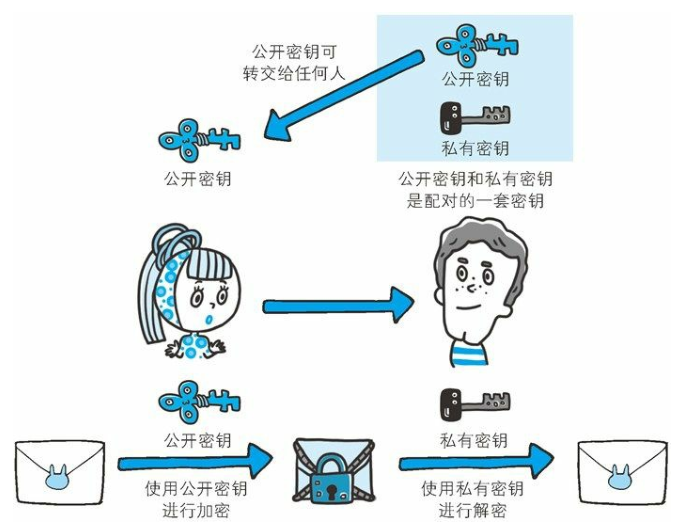 公开密钥可
转交给任何人
公开密钥
私有密钥
公开密钥
公开密钥和私有密钥
是配对的一套密钥
公开密钥
私有密钥
使用公开密钥
进行加密
使用私有密钥
进行解密